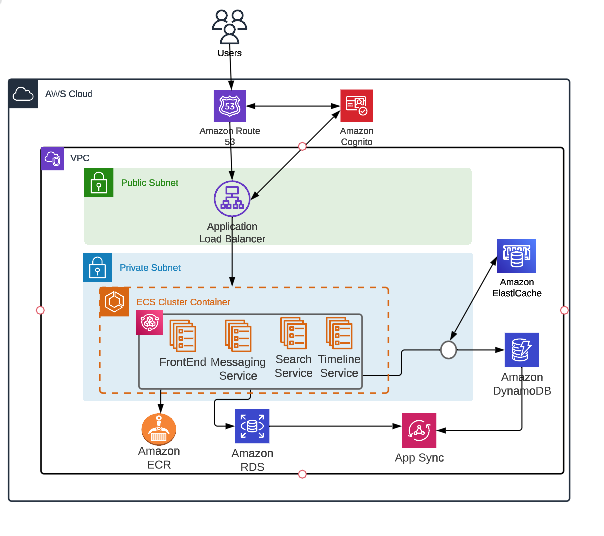 Users
AWS Cloud
53
Amazon Route
53
Amazon
Cognito
VPC
Public Subnet
Application
Load Balancer
Private Subnet
ECS Cluster Container
FrontEnd
Messaging
Service
Search
Service
Timeline
Service
Amazon
ElastiCache
Amazon
DynamoDB
Amazon
ECR
Amazon
RDS
App Sync